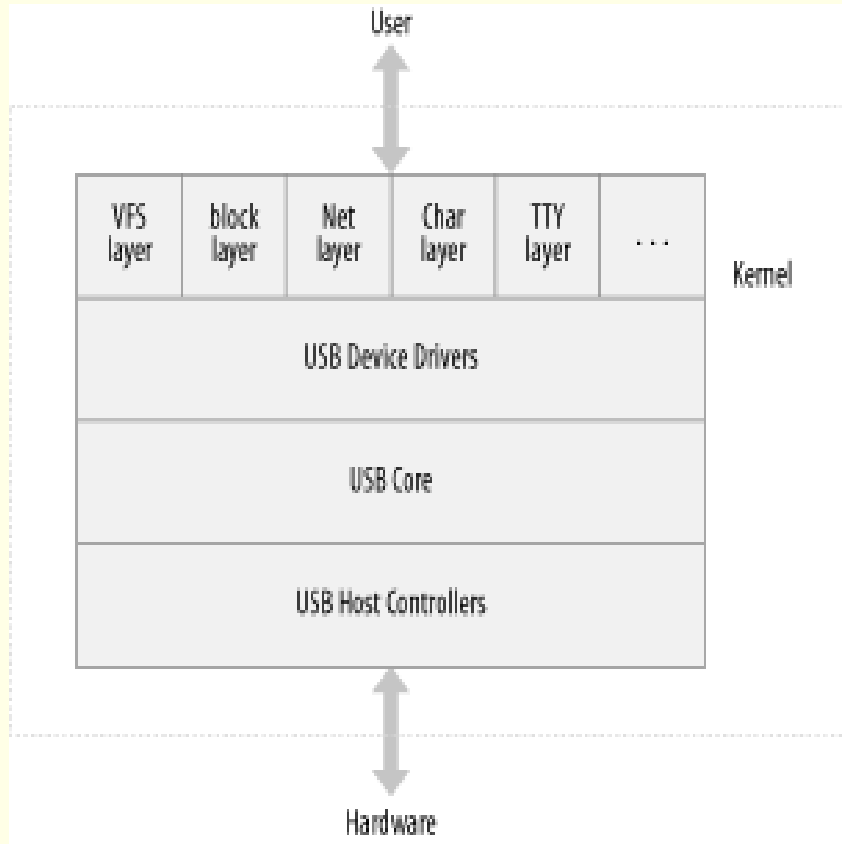 User
VFS
layer
block
layer
Net
layer
Char
layer
TTY
layer
...
Kernel
USB Device Drivers
USB Core
USB Host Controllers
Hardware